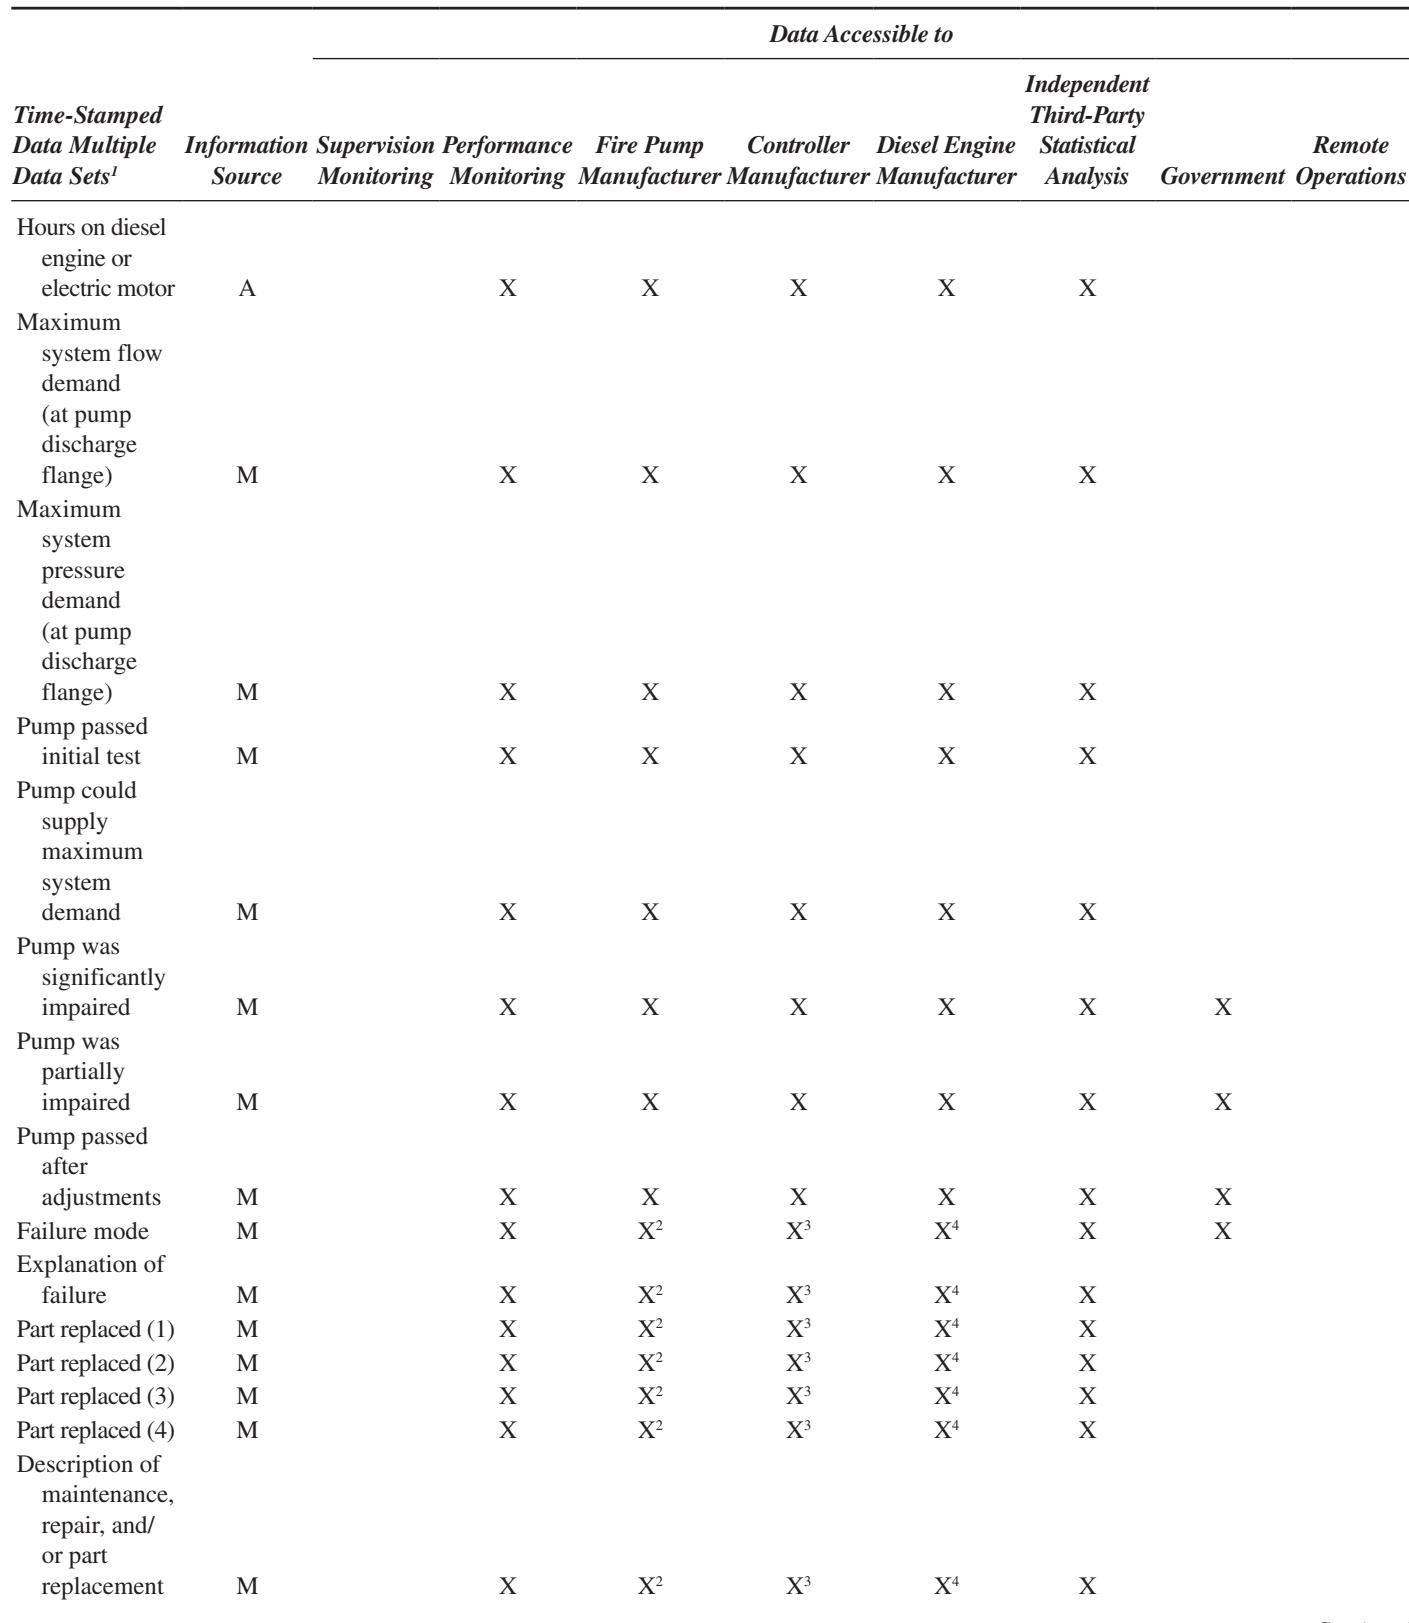 Data Accessible to
Independent
Time-Stamped Third-Party
Data Multiple Information Supervision Performance Fire Pump Controller Diesel Engine Statistical Remote
Data Sets¹ Source Monitoring Monitoring Manufacturer Manufacturer Manufacturer Analysis Government Operations
Hours on diesel
engine or
electric motor A X X X X X
Maximum
system flow
demand
(at pump
discharge
flange) M X X X X X
Maximum
system
pressure
demand
(at pump
discharge
flange) M X X X X X
Pump passed
initial test M X X X X X
Pump could
supply
maximum
system
demand M X X X X X
Pump was
significantly
impaired M X X X X X X
Pump was
partially
impaired M X X X X X X
Pump passed
after
adjustments M X X X X X X
Failure mode M X X² X³ X⁴ X X
Explanation of
failure M X X² X³ X⁴ X
Part replaced (1) M X X² X³ X⁴ X
Part replaced (2) M X X² X³ X⁴ X
Part replaced (3) M X X² X³ X⁴ X
Part replaced (4) M X X² X³ X⁴ X
Description of
maintenance,
repair, and/
or part
replacement M X X² X³ X⁴ X